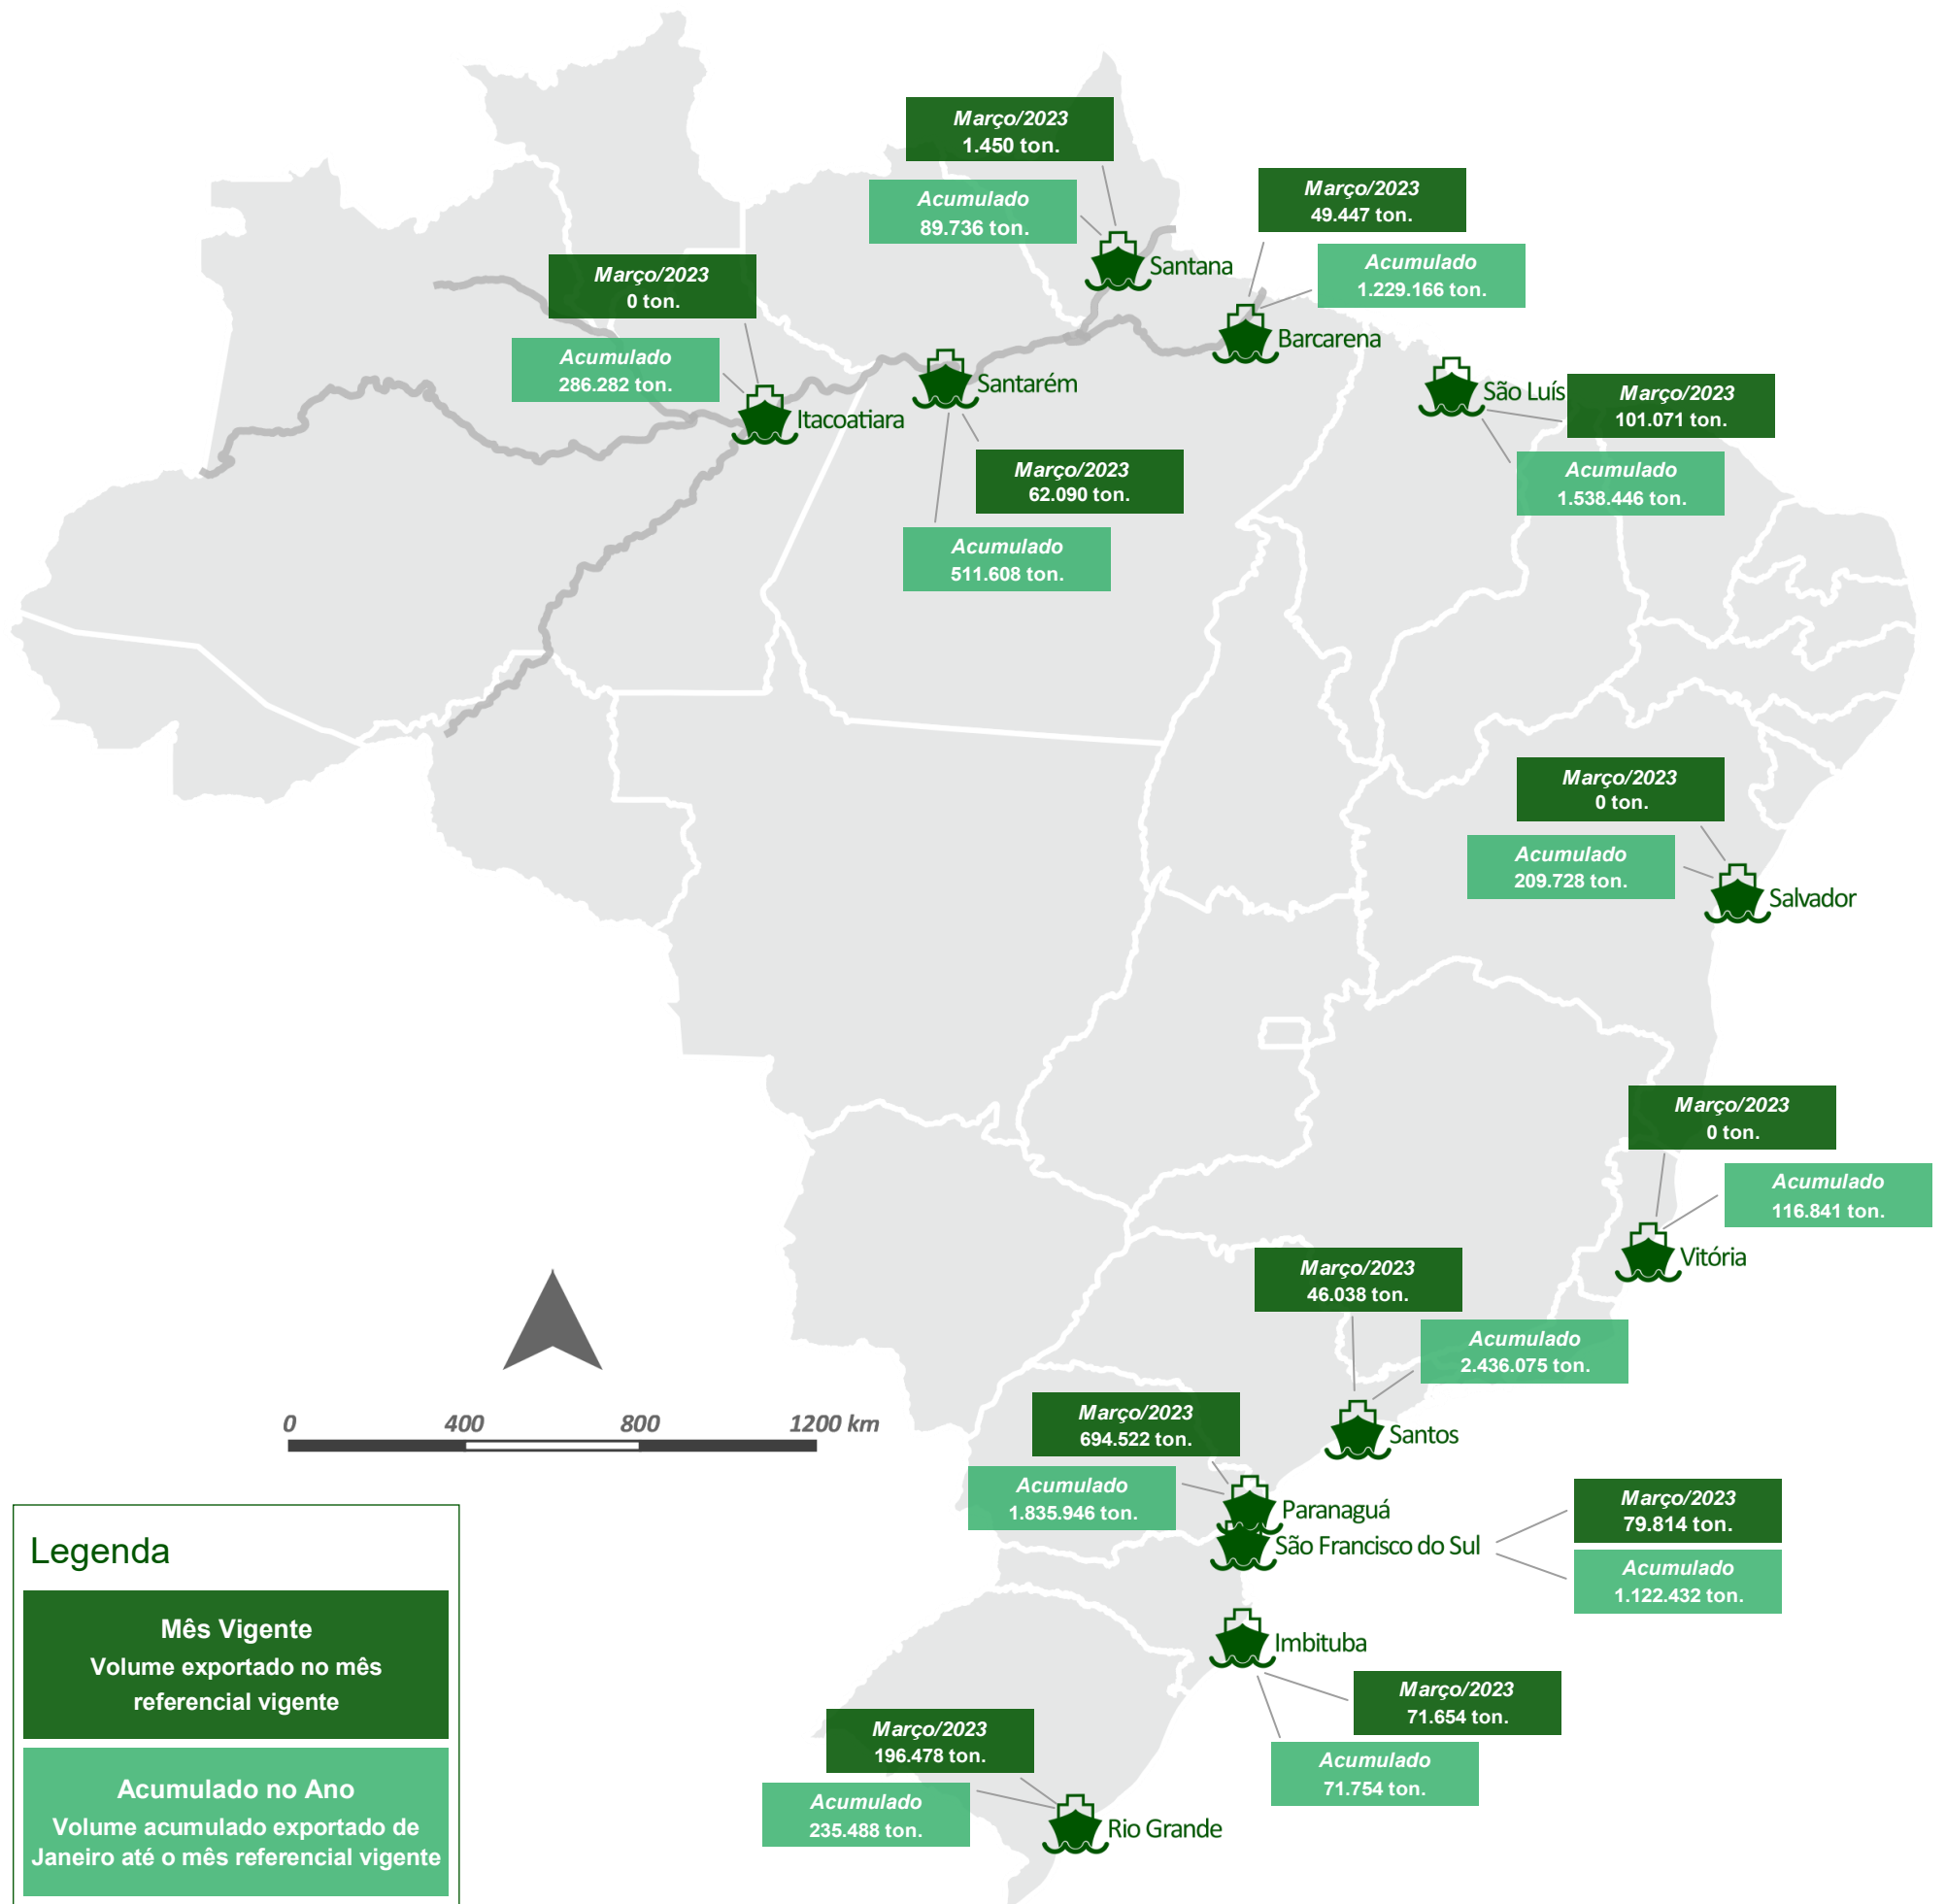 Março/2023
1.450 ton.
Acumulado
89.736 ton.
Santana
Março/2023
49.447 ton.
Acumulado
1.229.166 ton.
Barcarena
Março/2023
0 ton.
Acumulado
286.282 ton.
Itacoatiara
Santarém
Março/2023
62.090 ton.
Acumulado
511.608 ton.
São Luís
Março/2023
101.071 ton.
Acumulado
1.538.446 ton.
Março/2023
0 ton.
Acumulado
209.728 ton.
Salvador
Março/2023
0 ton.
Acumulado
116.841 ton.
Vitória
Março/2023
46.038 ton.
Acumulado
2.436.075 ton.
Santos
Março/2023
694.522 ton.
Acumulado
1.835.946 ton.
Paranaguá
São Francisco do Sul
Março/2023
79.814 ton.
Acumulado
1.122.432 ton.
Imbituba
Março/2023
71.654 ton.
Acumulado
71.754 ton.
Março/2023
196.478 ton.
Acumulado
235.488 ton.
Rio Grande
0 400 800 1200 km
Legenda
Mês Vigente
Volume exportado no mês
referencial vigente
Acumulado no Ano
Volume acumulado exportado de
Janeiro até o mês referencial vigente